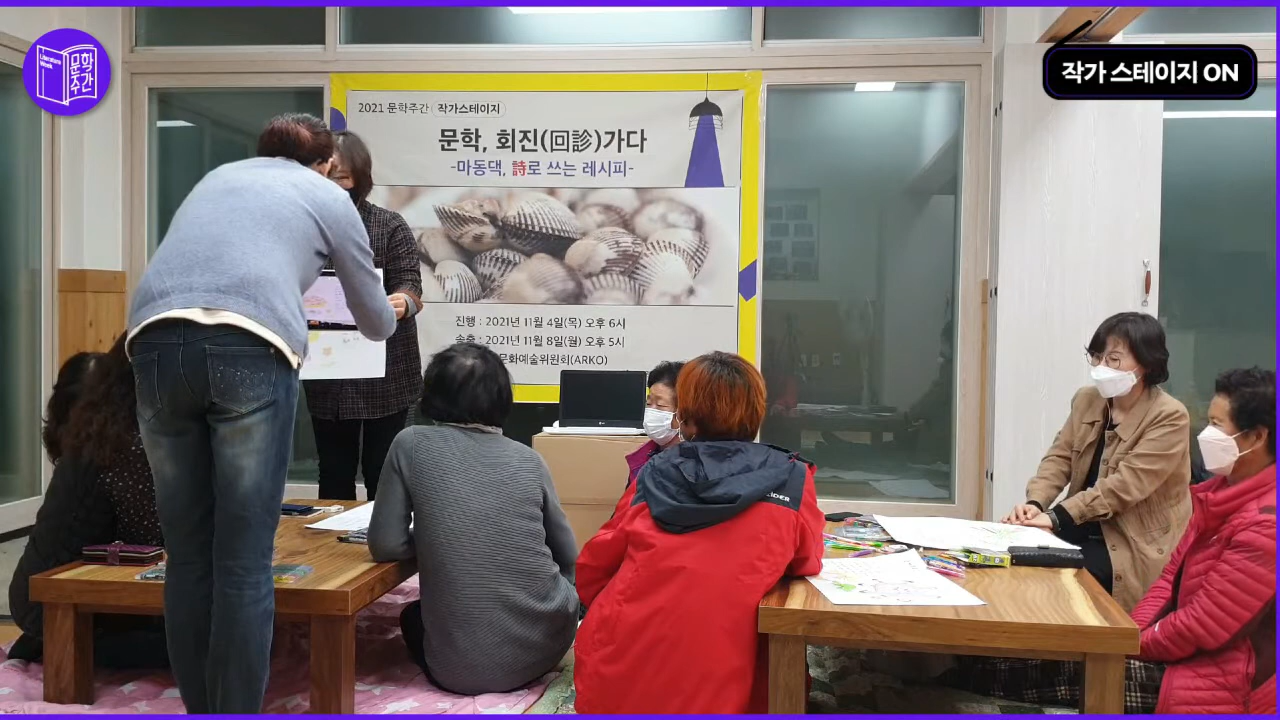 Literature
Week
문학
주간
작가 스테이지 ON
2021 문학주간 작가스테이지
문학, 회진(回診)가다
-마동댁, 詩로 쓰는 레시피-
진행 : 2021년 11월 4일(목) 오후 6시
송출 : 2021년 11월 8일(월) 오후 5시
문화예술위원회(ARKO)